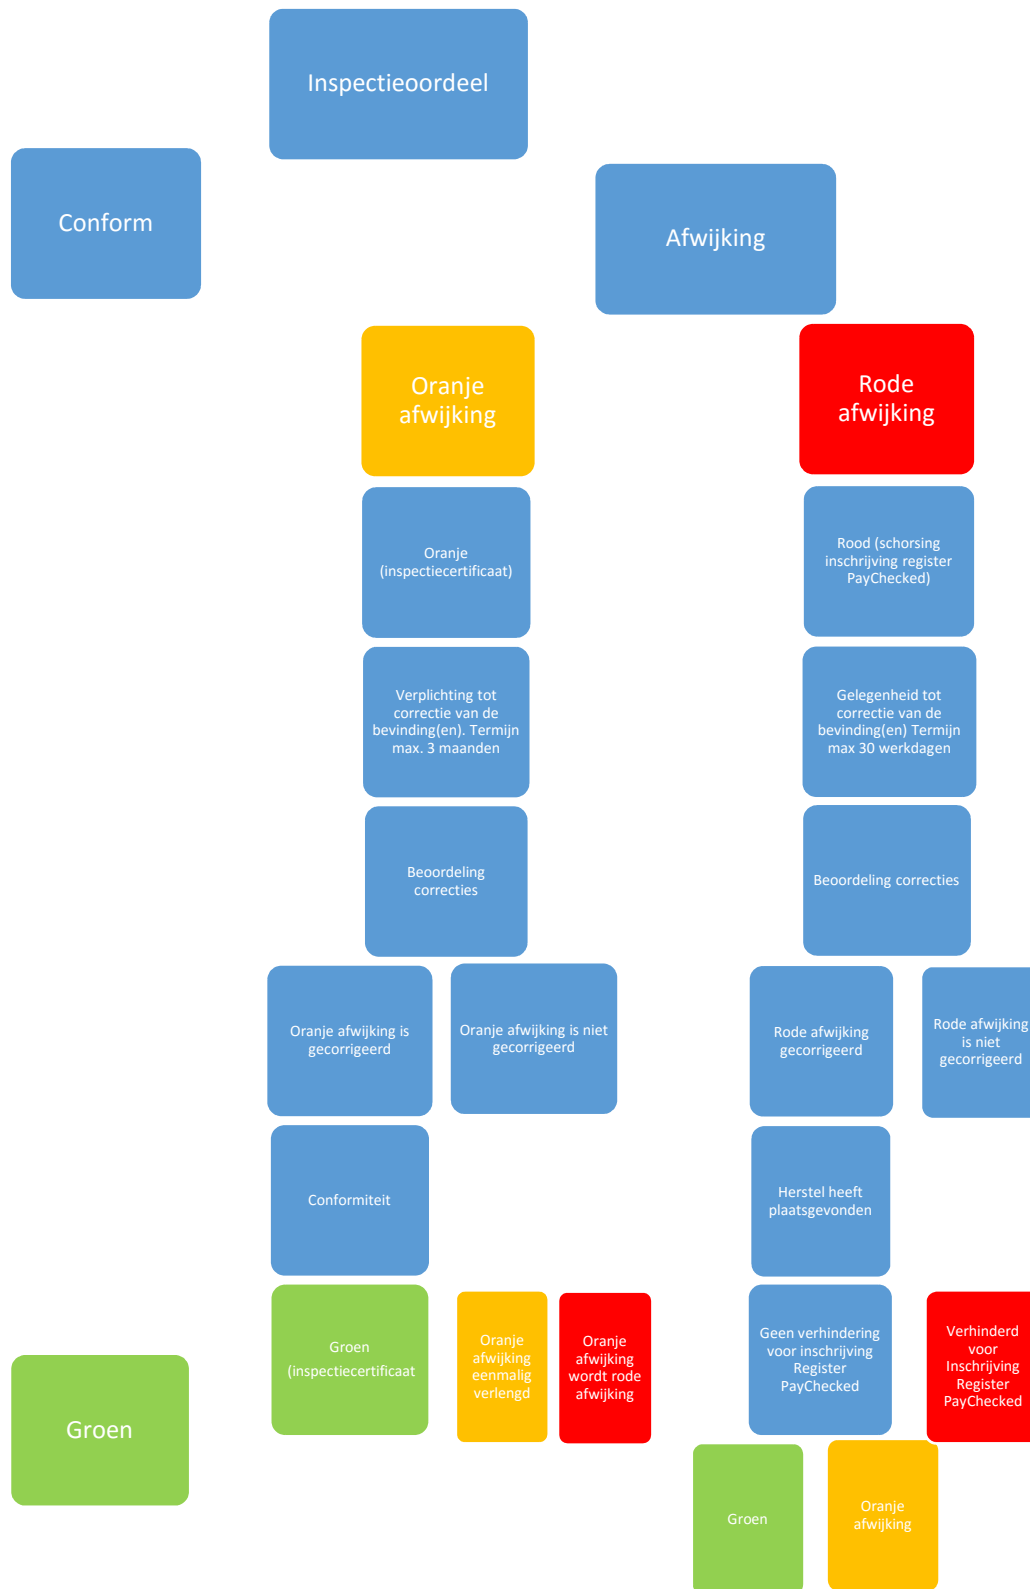 Inspectieoordeel
Conform
Afwijking
Oranje
afwijking
Rode
afwijking
Oranje
(inspectiecertificaat)
Rood (schorsing
inschrijving register
PayChecked)
Verplichting tot
correctie van de
bevinding(en). Termijn
max. 3 maanden
Gelegenheid tot
correctie van de
bevinding(en) Termijn
max 30 werkdagen
Beoordeling
correcties
Beoordeling correcties
Oranje afwijking is
gecorrigeerd
Oranje afwijking is niet
gecorrigeerd
Rode afwijking
gecorrigeerd
Rode afwijking
is niet
gecorrigeerd
Conformiteit
Herstel heeft
plaatsgevonden
Groen
(inspectiecertificaat
Oranje
afwijking
eenmalig
verlengd
Oranje
afwijking
wordt rode
afwijking
Geen verhindering
voor inschrijving
Register
PayChecked
Verhinderd
voor
Inschrijving
Register
PayChecked
Groen
Groen
Oranje
afwijking